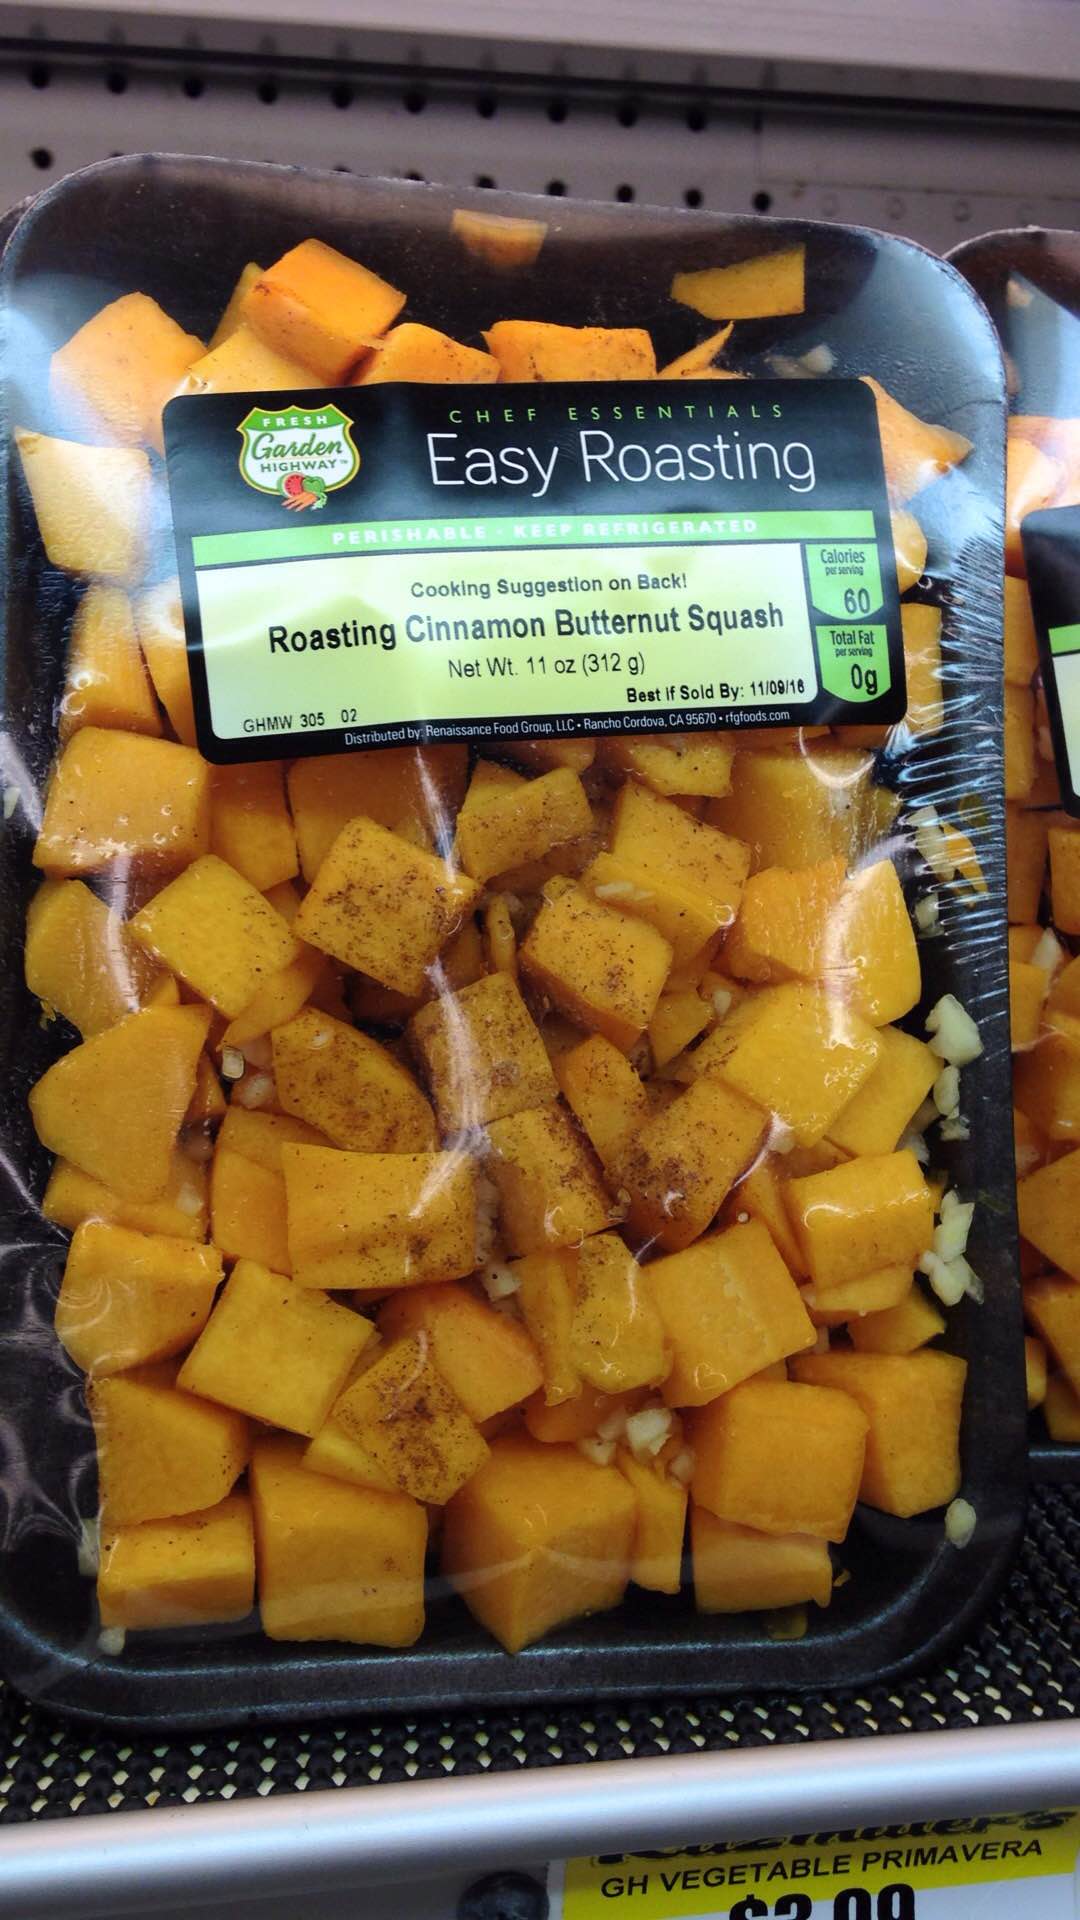 FRESH
Garden
HIGHWAY™
CHEF ESSENTIALS
Easy Roasting
PERISHABLE - KEEP REFRIGERATED
Cooking Suggestion on Back!
Roasting Cinnamon Butternut Squash
Net Wt. 11 oz (312 g)
Best If Sold By: 11/09/16
GHMW 305 02
Calories
per serving
60
Total Fat
per serving
0g
Distributed by: Renaissance Food Group, LLC • Rancho Cordova, CA 95670 • rfgfoods.com
GH VEGETABLE PRIMAVERA